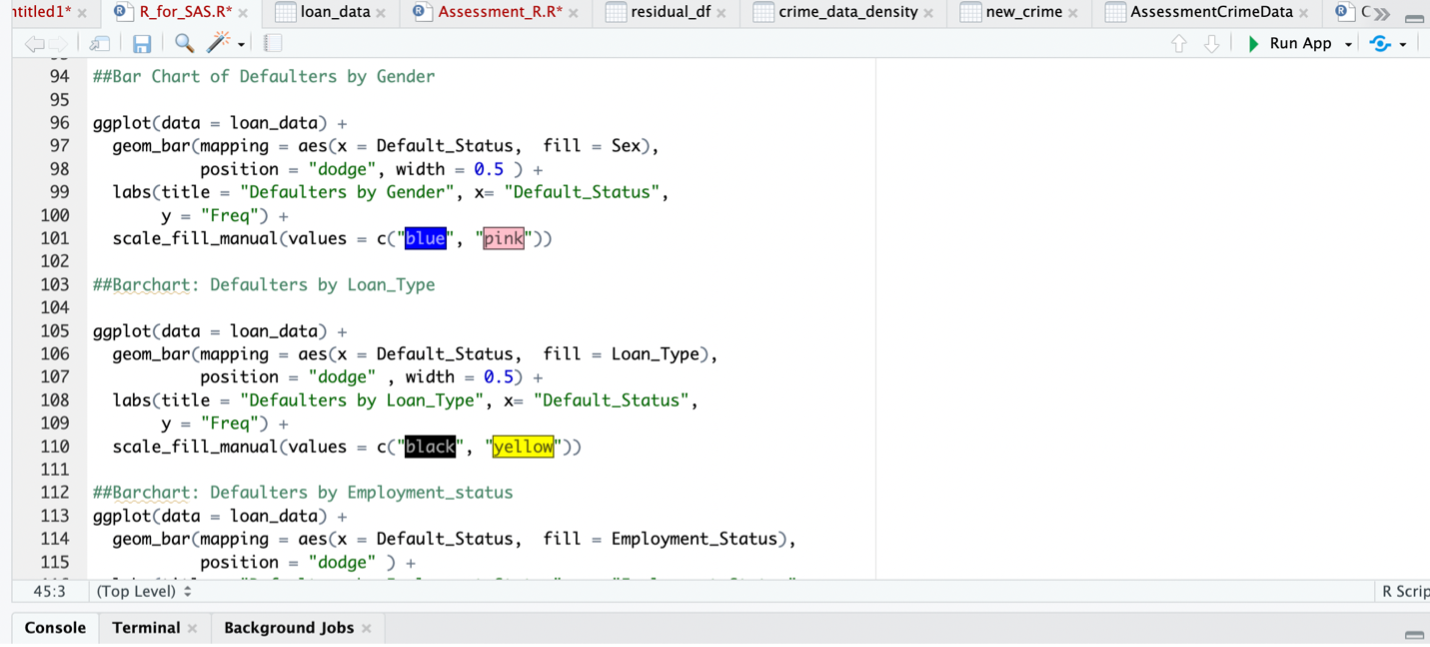 ntitled1* × R_for_SAS.R* × loan_data × Assessment_R.R* × residual_df × crime_data_density × new_crime × AssessmentCrimeData × C
Run App
94 ##Bar Chart of Defaulters by Gender
95
96 ggplot(data = loan_data) +
97 geom_bar(mapping = aes(x = Default_Status,  fill = Sex),
98 position = "dodge", width = 0.5 ) +
99 labs(title = "Defaulters by Gender", x= "Default_Status",
100 y = "Freq") +
101 scale_fill_manual(values = c("blue", "pink"))
102
103 ##Barchart: Defaulters by Loan_Type
104
105 ggplot(data = loan_data) +
106 geom_bar(mapping = aes(x = Default_Status,  fill = Loan_Type),
107 position = "dodge" , width = 0.5) +
108 labs(title = "Defaulters by Loan_Type", x= "Default_Status",
109 y = "Freq") +
110 scale_fill_manual(values = c("black", "yellow"))
111
112 ##Barchart: Defaulters by Employment_status
113 ggplot(data = loan_data) +
114 geom_bar(mapping = aes(x = Default_Status,  fill = Employment_Status),
115 position = "dodge" ) +
45:3 (Top Level) R Scrip
Console Terminal × Background Jobs ×